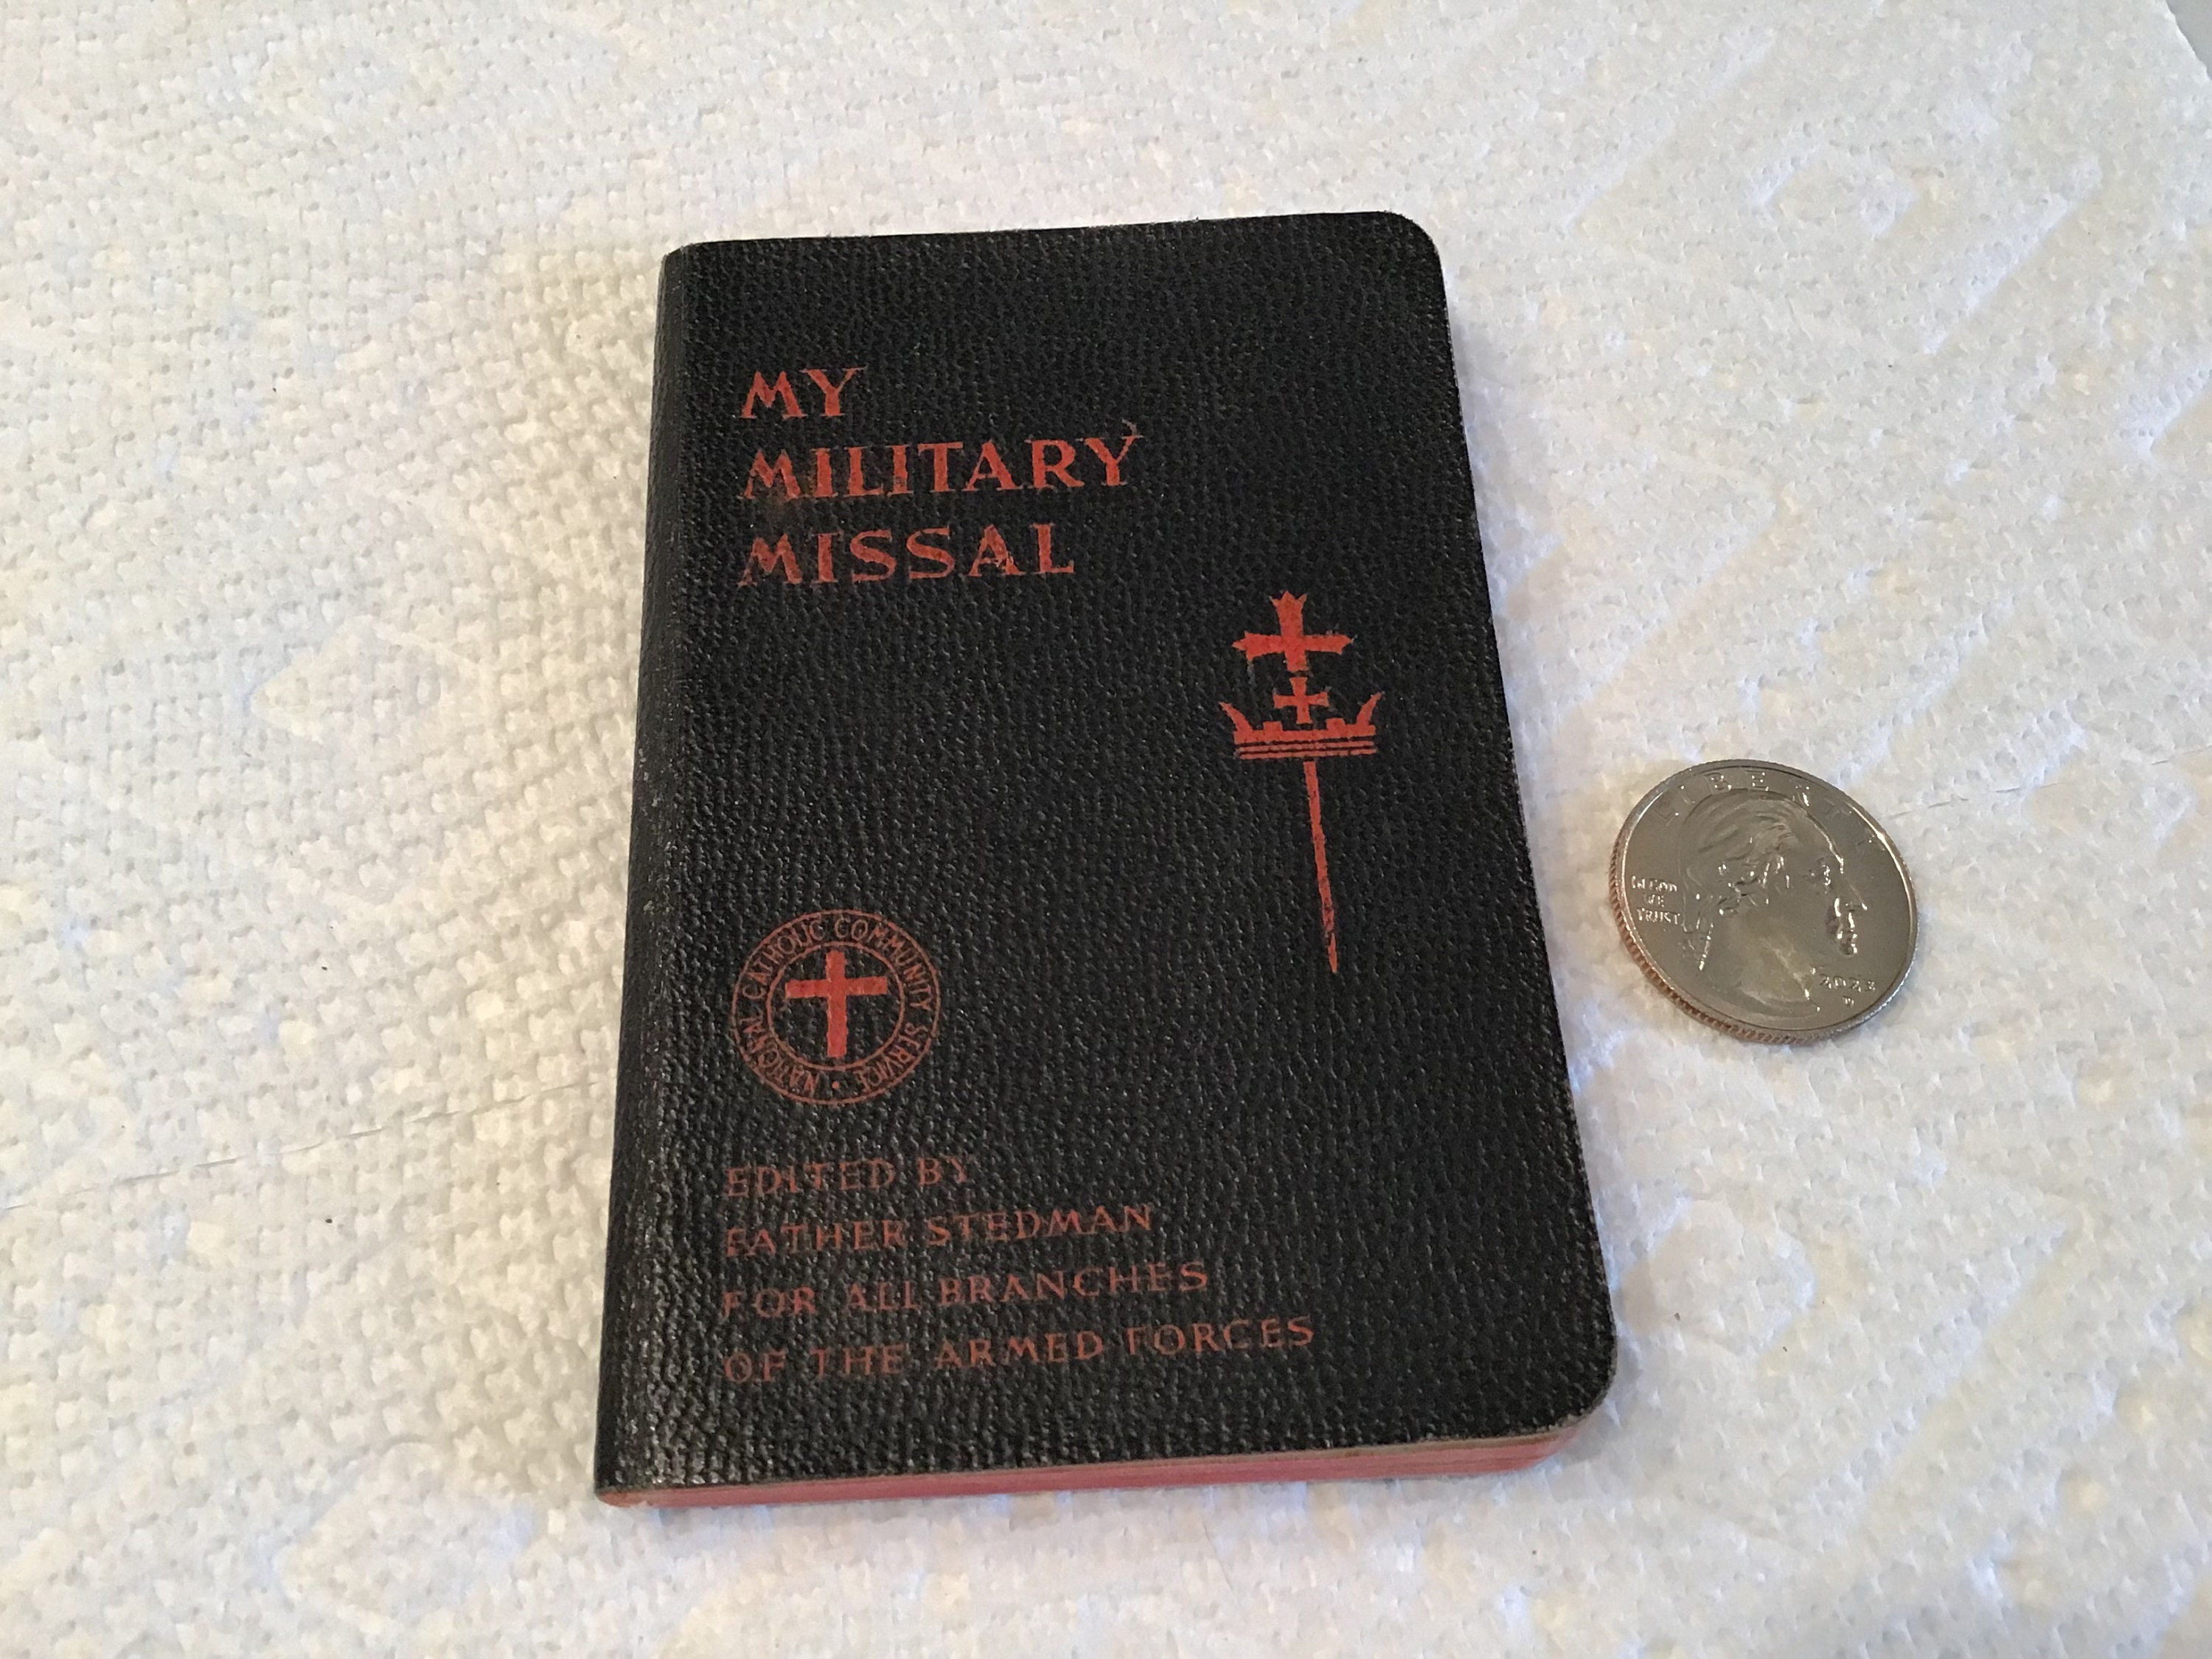 MY
MILITARY
MISSAL
NATIONAL CATHOLIC COMMUNITY SERVICE •
EDITED BY
FATHER STEDMAN
FOR ALL BRANCHES
OF THE ARMED FORCES
LIBERTY
IN GOD
WE
TRUST
2023